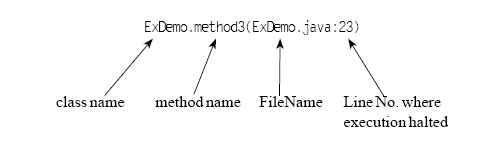 ExDemo.method3(ExDemo.java:23)
class name method name FileName Line No. where
execution halted